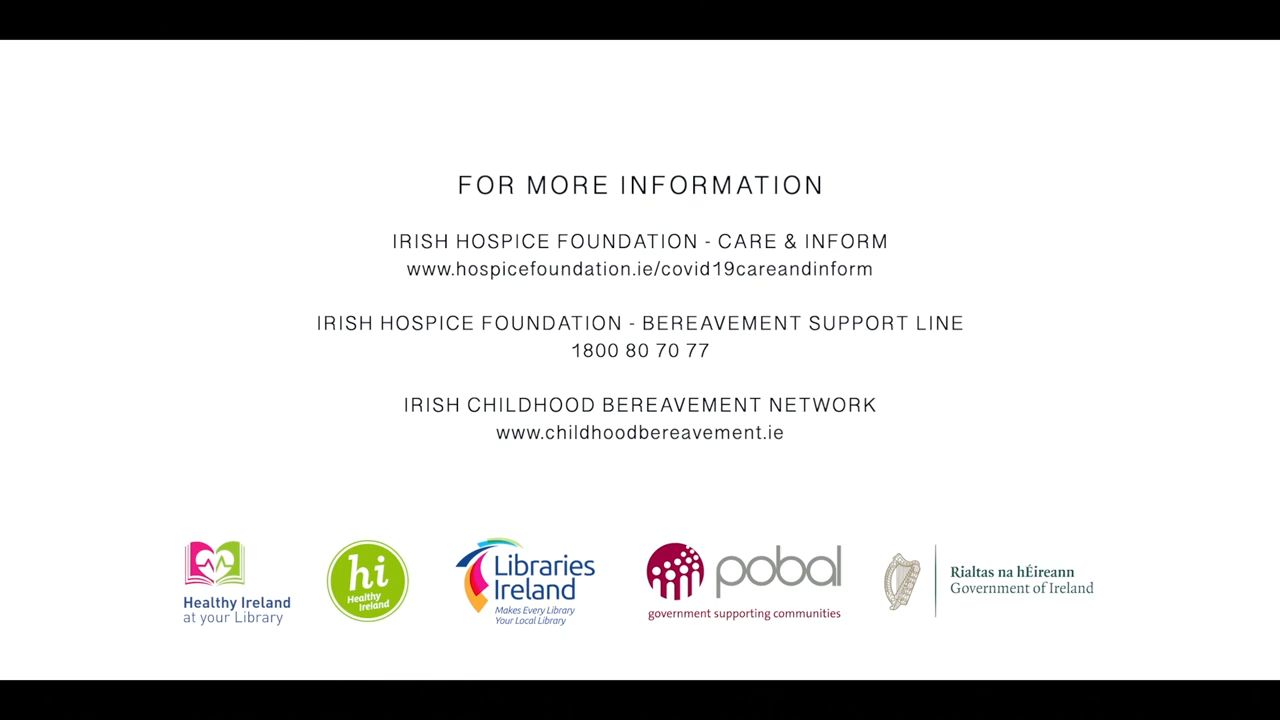 FOR MORE INFORMATION
IRISH HOSPICE FOUNDATION - CARE & INFORM
www.hospicefoundation.ie/covid19careandinform
IRISH HOSPICE FOUNDATION - BEREAVEMENT SUPPORT LINE
1800 80 70 77
IRISH CHILDHOOD BEREAVEMENT NETWORK
www.childhoodbereavement.ie
Healthy Ireland
at your Library
hi
Healthy
Ireland
Libraries
Ireland
Makes Every Library
Your Local Library
pobal
government supporting communities
Rialtas na hÉireann
Government of Ireland